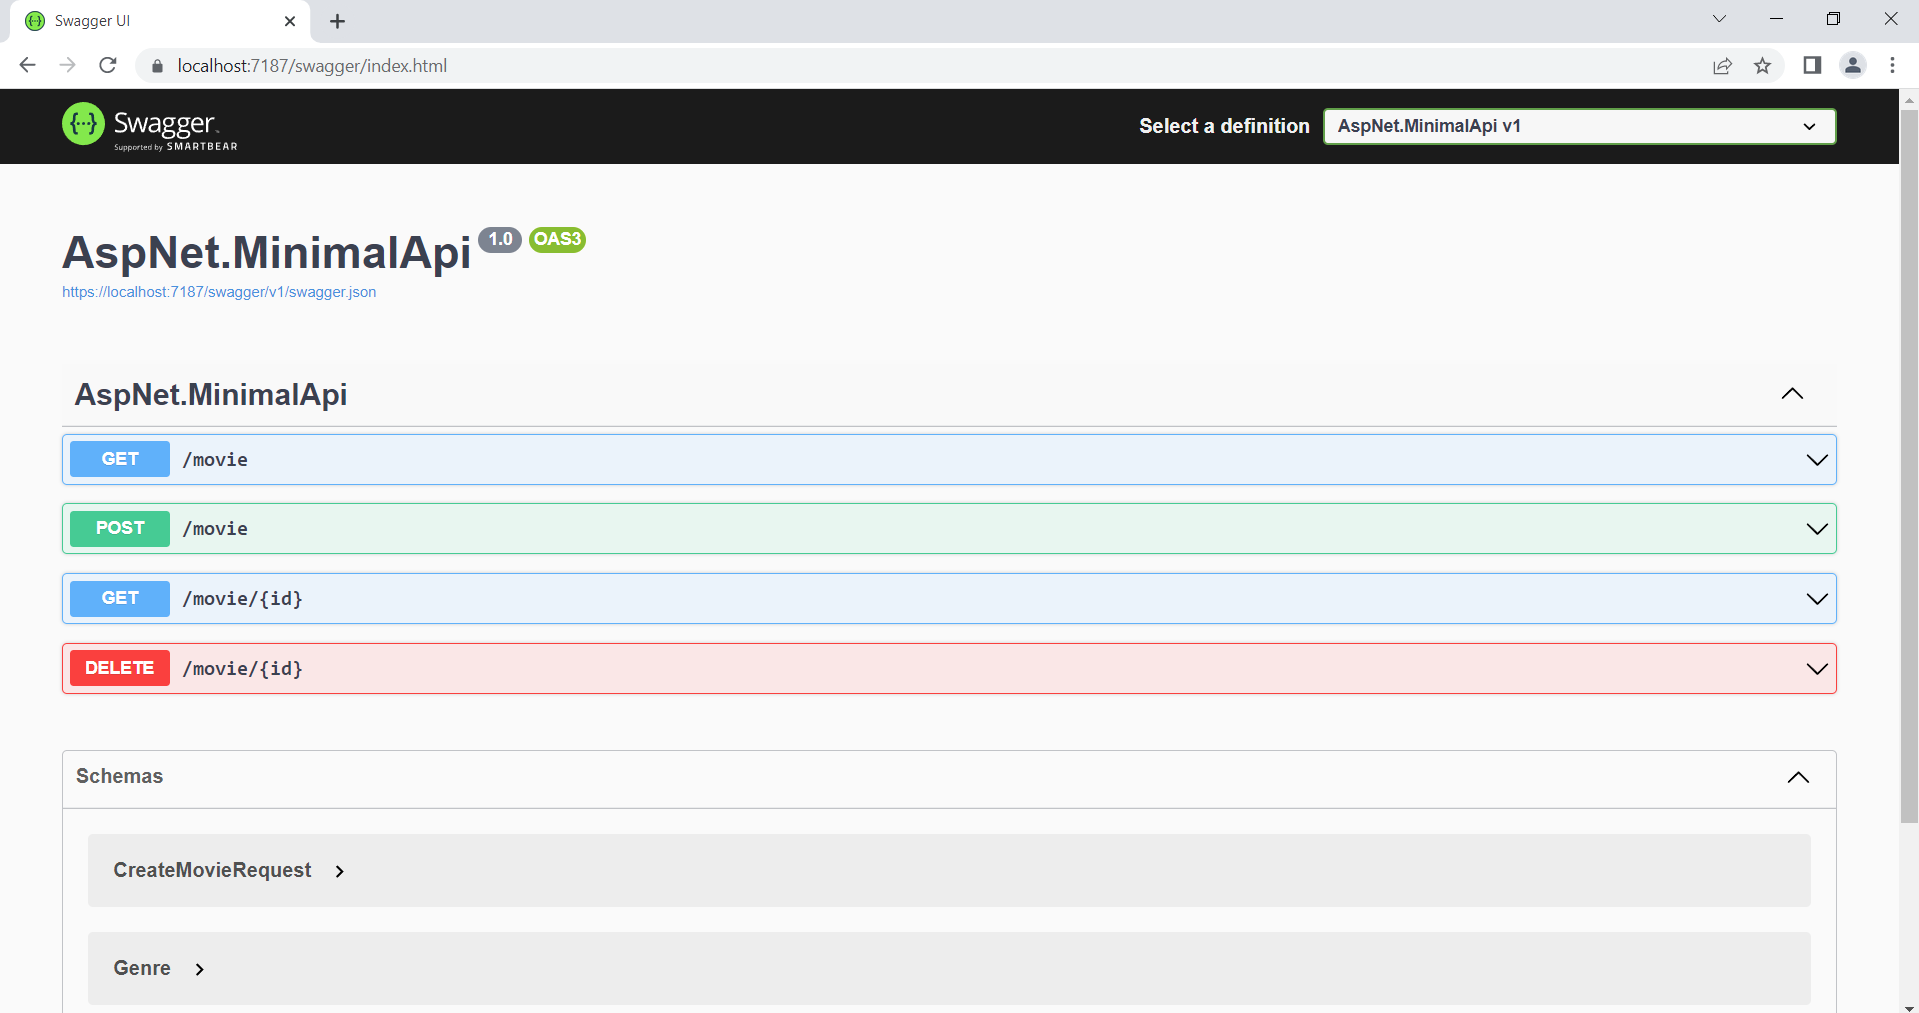 Swagger UI
localhost:7187/swagger/index.html
Swagger
Supported by SMARTBEAR
Select a definition
AspNet.MinimalApi v1
AspNet.MinimalApi 1.0 OAS3
https://localhost:7187/swagger/v1/swagger.json
AspNet.MinimalApi
GET /movie
POST /movie
GET /movie/{id}
DELETE /movie/{id}
Schemas
CreateMovieRequest
Genre